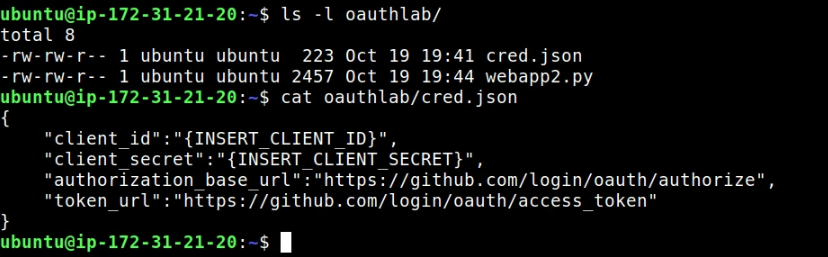 ubuntu@ip-172-31-21-20:~$ ls -l oauthlab/
total 8
-rw-rw-r-- 1 ubuntu ubuntu  223 Oct 19 19:41 cred.json
-rw-rw-r-- 1 ubuntu ubuntu 2457 Oct 19 19:44 webapp2.py
ubuntu@ip-172-31-21-20:~$ cat oauthlab/cred.json
{
    "client_id":"{INSERT_CLIENT_ID}",
    "client_secret":"{INSERT_CLIENT_SECRET}",
    "authorization_base_url":"https://github.com/login/oauth/authorize",
    "token_url":"https://github.com/login/oauth/access_token"
}
ubuntu@ip-172-31-21-20:~$